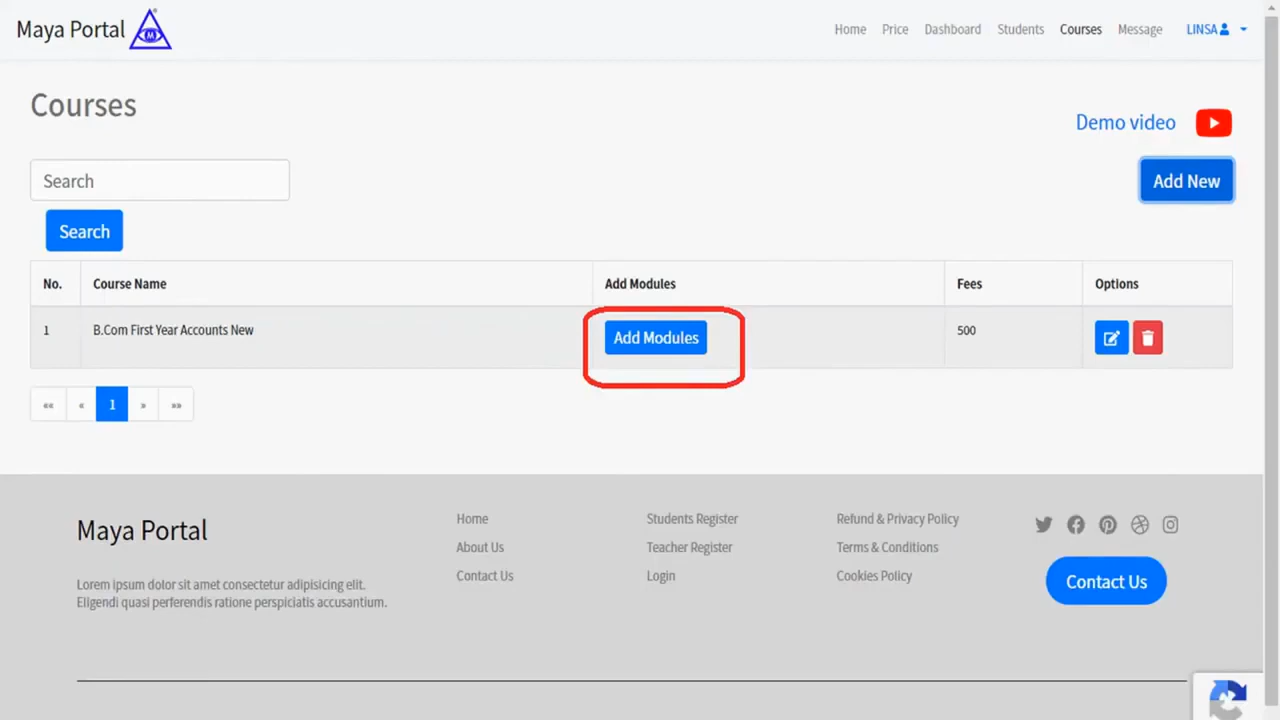 Maya Portal
M
Home Price Dashboard Students Courses Message LINSA
Courses
Demo video
Search
Add New
Search
No. Course Name Add Modules Fees Options
1 B.Com First Year Accounts New Add Modules 500
«« « 1 » »»
Maya Portal
Lorem ipsum dolor sit amet consectetur adipisicing elit.
Eligendi quasi perferendis ratione perspiciatis accusantium.
Home
About Us
Contact Us
Students Register
Teacher Register
Login
Refund & Privacy Policy
Terms & Conditions
Cookies Policy
Contact Us